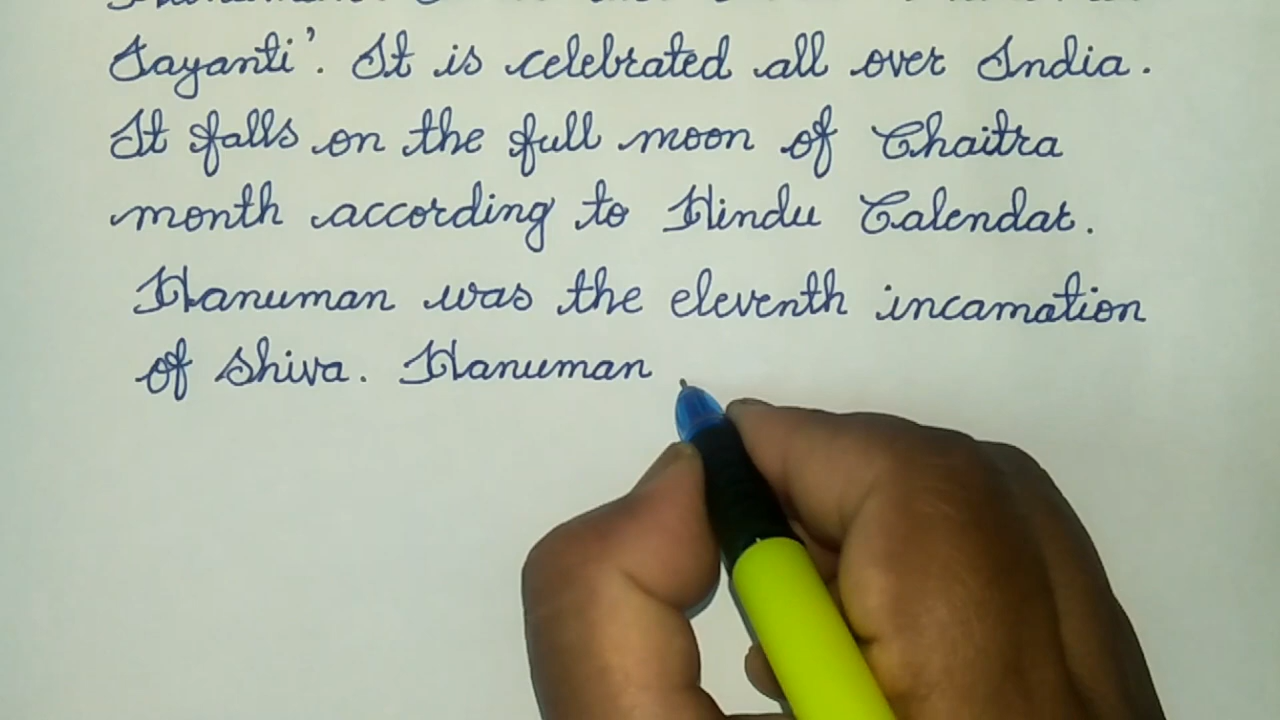 Jayanti'. It is celebrated all over India.
It falls on the full moon of Chaitra
month according to Hindu Calendar.
Hanuman was the eleventh incarnation
of Shiva. Hanuman